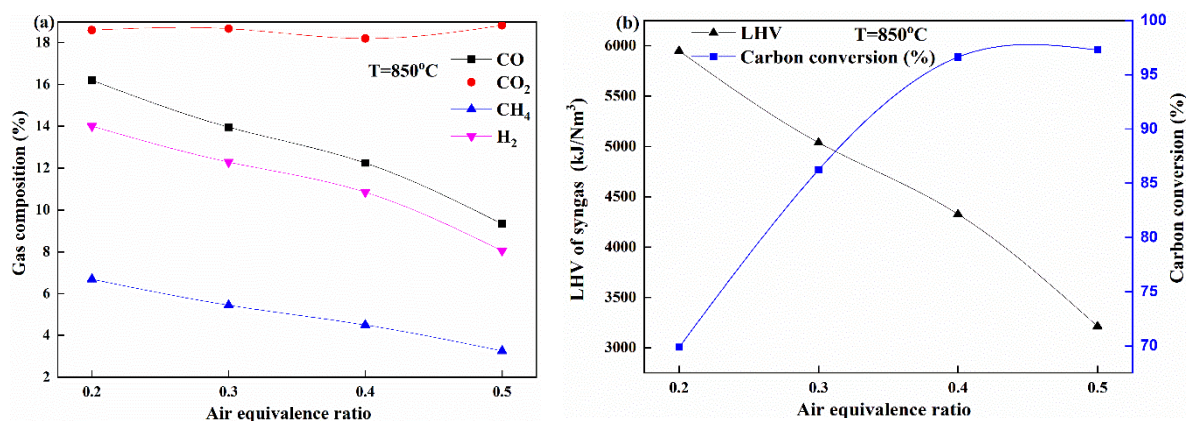 (a)
T=850°C
CO
CO₂
CH₄
H₂
18
16
14
12
10
8
6
4
2
Gas composition (%)
0.2 0.3 0.4 0.5
Air equivalence ratio
(b)
LHV T=850°C
Carbon conversion (%)
6000
5500
5000
4500
4000
3500
3000
LHV of syngas (kJ/Nm³)
100
95
90
85
80
75
70
Carbon conversion (%)
0.2 0.3 0.4 0.5
Air equivalence ratio